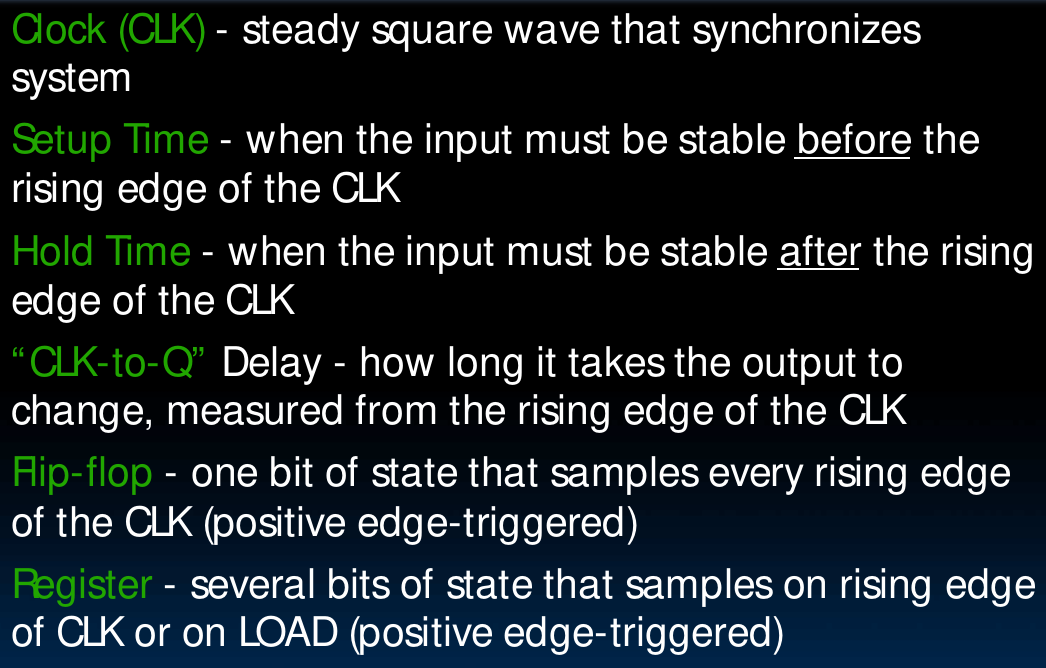 Clock (CLK) - steady square wave that synchronizes
system
Setup Time - when the input must be stable before the
rising edge of the CLK
Hold Time - when the input must be stable after the rising
edge of the CLK
“CLK-to-Q” Delay - how long it takes the output to
change, measured from the rising edge of the CLK
Flip-flop - one bit of state that samples every rising edge
of the CLK (positive edge-triggered)
Register - several bits of state that samples on rising edge
of CLK or on LOAD (positive edge-triggered)